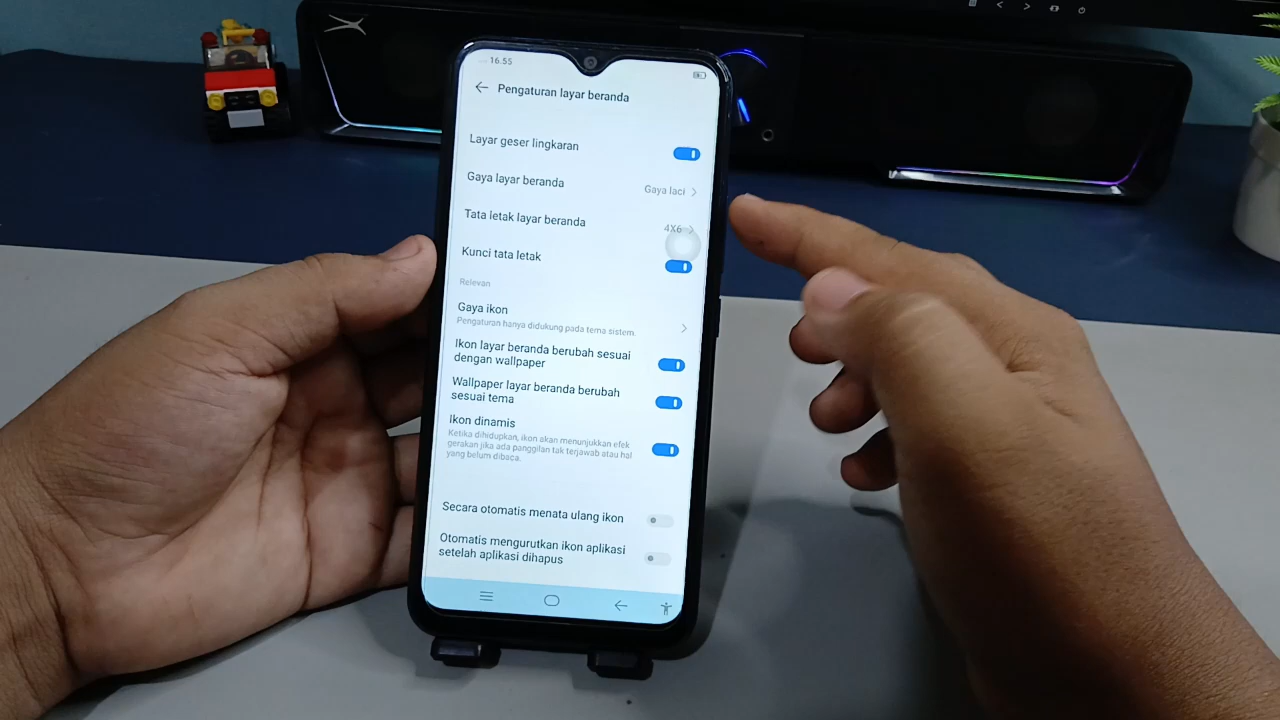 16.55
Pengaturan layar beranda
Layar geser lingkaran
Gaya layar beranda
Gaya laci
Tata letak layar beranda
4X6
Kunci tata letak
Relevan
Gaya ikon
Pengaturan hanya didukung pada tema sistem.
Ikon layar beranda berubah sesuai
dengan wallpaper
Wallpaper layar beranda berubah
sesuai tema
Ikon dinamis
Ketika dihidupkan, ikon akan menunjukkan efek
gerakan jika ada panggilan tak terjawab atau hal
yang belum dibaca.
Secara otomatis menata ulang ikon
Otomatis mengurutkan ikon aplikasi
setelah aplikasi dihapus